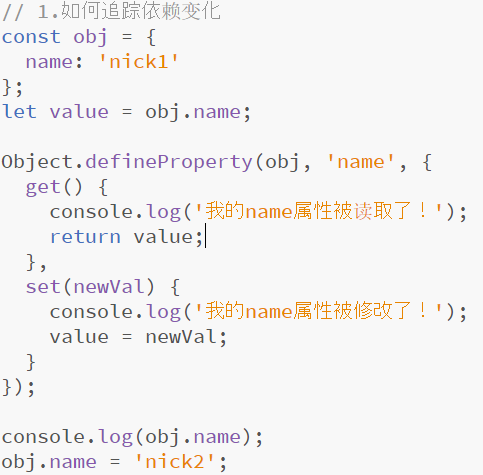 // 1.如何追踪依赖变化
const obj = {
  name: 'nick1'
};
let value = obj.name;

Object.defineProperty(obj, 'name', {
  get() {
    console.log('我的name属性被读取了！');
    return value;
  },
  set(newVal) {
    console.log('我的name属性被修改了！');
    value = newVal;
  }
});

console.log(obj.name);
obj.name = 'nick2';